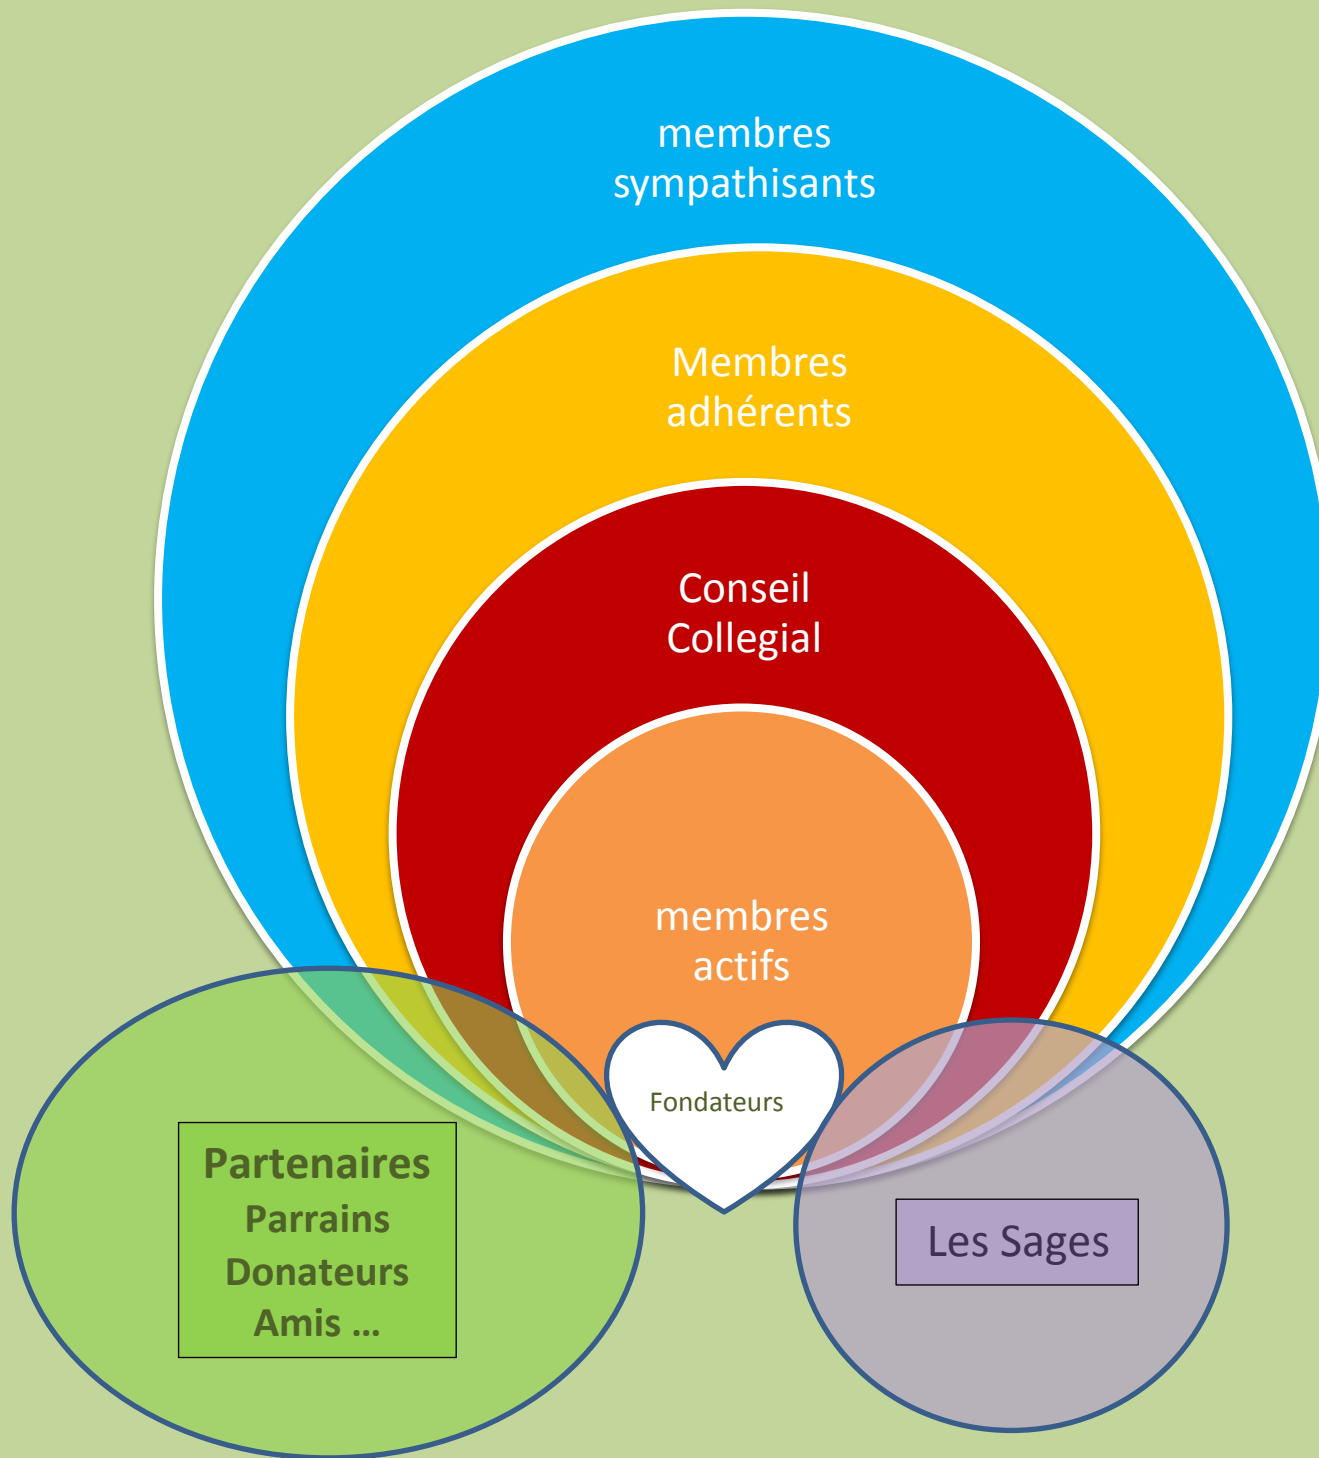 membres
sympathisants
Membres
adhérents
Conseil
Collegial
membres
actifs
Fondateurs
Partenaires
Parrains
Donateurs
Amis ...
Les Sages